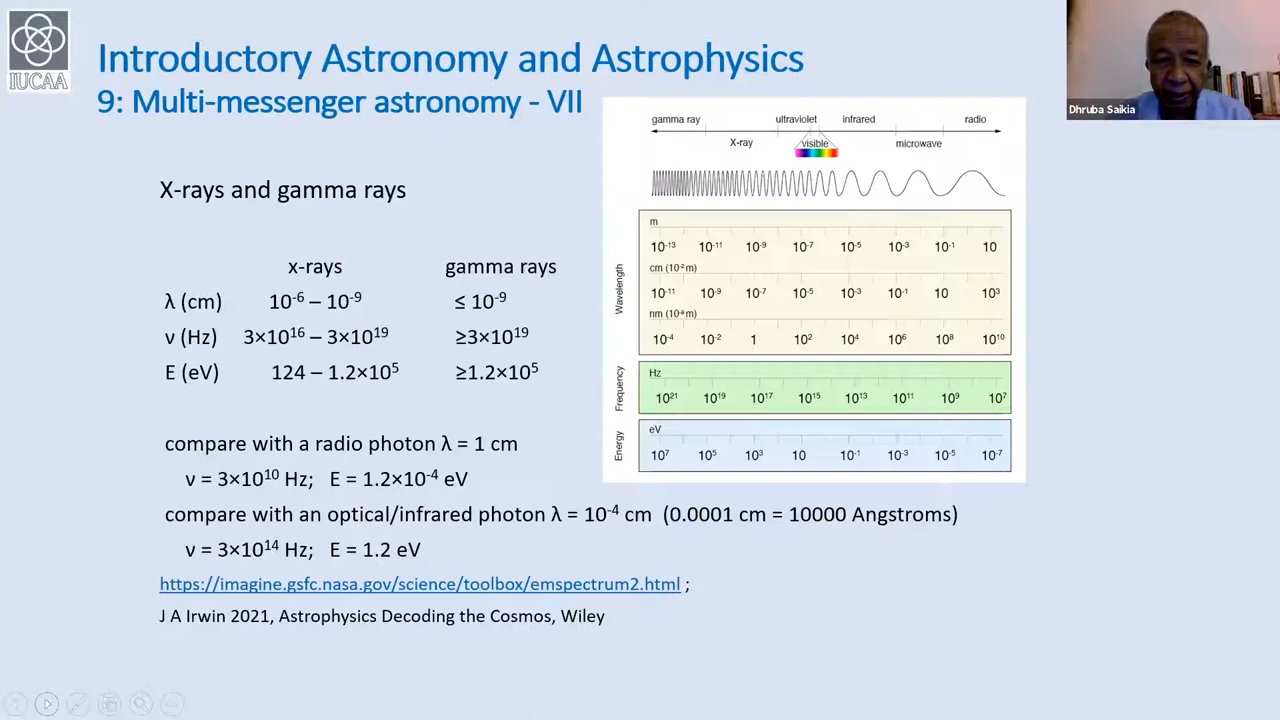 IUCAA
Introductory Astronomy and Astrophysics
9: Multi-messenger astronomy - VII
Dhruba Saikia
X-rays and gamma rays
x-rays gamma rays
λ (cm) 10⁻⁶ – 10⁻⁹ ≤ 10⁻⁹
ν (Hz) 3×10¹⁶ – 3×10¹⁹ ≥3×10¹⁹
E (eV) 124 – 1.2×10⁵ ≥1.2×10⁵
compare with a radio photon λ = 1 cm
ν = 3×10¹⁰ Hz; E = 1.2×10⁻⁴ eV
compare with an optical/infrared photon λ = 10⁻⁴ cm (0.0001 cm = 10000 Angstroms)
ν = 3×10¹⁴ Hz; E = 1.2 eV
https://imagine.gsfc.nasa.gov/science/toolbox/emspectrum2.html ;
J A Irwin 2021, Astrophysics Decoding the Cosmos, Wiley
gamma ray ultraviolet infrared radio
X-ray visible microwave
Wavelength
m
10⁻¹³ 10⁻¹¹ 10⁻⁹ 10⁻⁷ 10⁻⁵ 10⁻³ 10⁻¹ 10
cm (10⁻²m)
10⁻¹¹ 10⁻⁹ 10⁻⁷ 10⁻⁵ 10⁻³ 10⁻¹ 10 10³
nm (10⁻⁹m)
10⁻⁴ 10⁻² 1 10² 10⁴ 10⁶ 10⁸ 10¹⁰
Frequency
Hz
10²¹ 10¹⁹ 10¹⁷ 10¹⁵ 10¹³ 10¹¹ 10⁹ 10⁷
Energy
eV
10⁷ 10⁵ 10³ 10 10⁻¹ 10⁻³ 10⁻⁵ 10⁻⁷